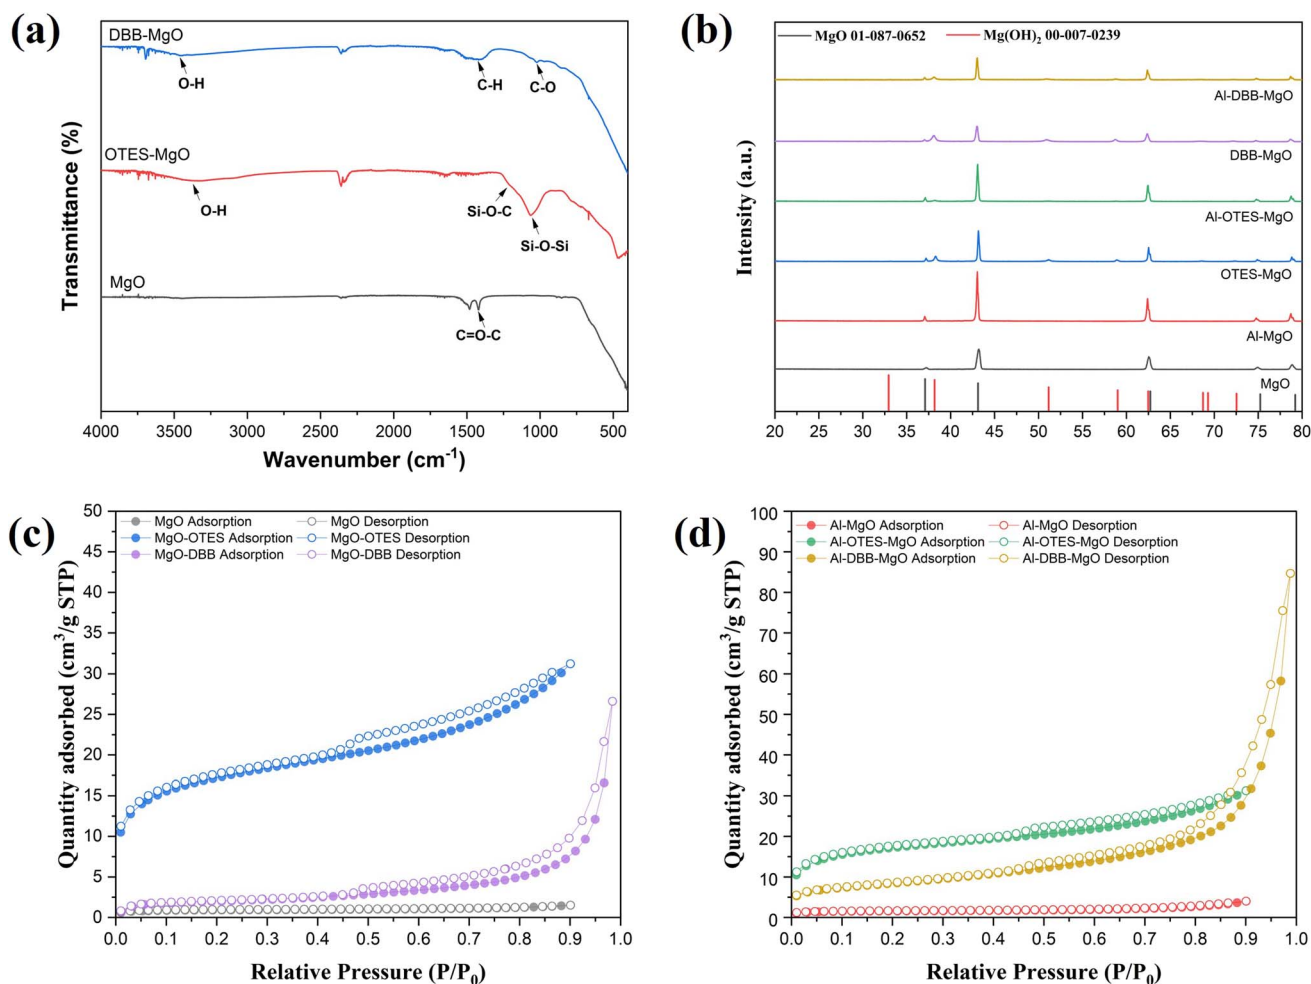 (a)
DBB-MgO
O-H
C-H
C-O
OTES-MgO
O-H
Si-O-C
Si-O-Si
MgO
C=O-C
Transmittance (%)
4000 3500 3000 2500 2000 1500 1000 500
Wavenumber (cm⁻¹)
(b)
MgO 01-087-0652 Mg(OH)₂ 00-007-0239
Al-DBB-MgO
DBB-MgO
Al-OTES-MgO
OTES-MgO
Al-MgO
MgO
Intensity (a.u.)
20 25 30 35 40 45 50 55 60 65 70 75 80
(c)
MgO Adsorption MgO Desorption
MgO-OTES Adsorption MgO-OTES Desorption
MgO-DBB Adsorption MgO-DBB Desorption
Quantity adsorbed (cm³/g STP)
50
45
40
35
30
25
20
15
10
5
0
0.0 0.1 0.2 0.3 0.4 0.5 0.6 0.7 0.8 0.9 1.0
Relative Pressure (P/P₀)
(d)
Al-MgO Adsorption Al-MgO Desorption
Al-OTES-MgO Adsorption Al-OTES-MgO Desorption
Al-DBB-MgO Adsorption Al-DBB-MgO Desorption
Quantity adsorbed (cm³/g STP)
100
90
80
70
60
50
40
30
20
10
0
0.0 0.1 0.2 0.3 0.4 0.5 0.6 0.7 0.8 0.9 1.0
Relative Pressure (P/P₀)